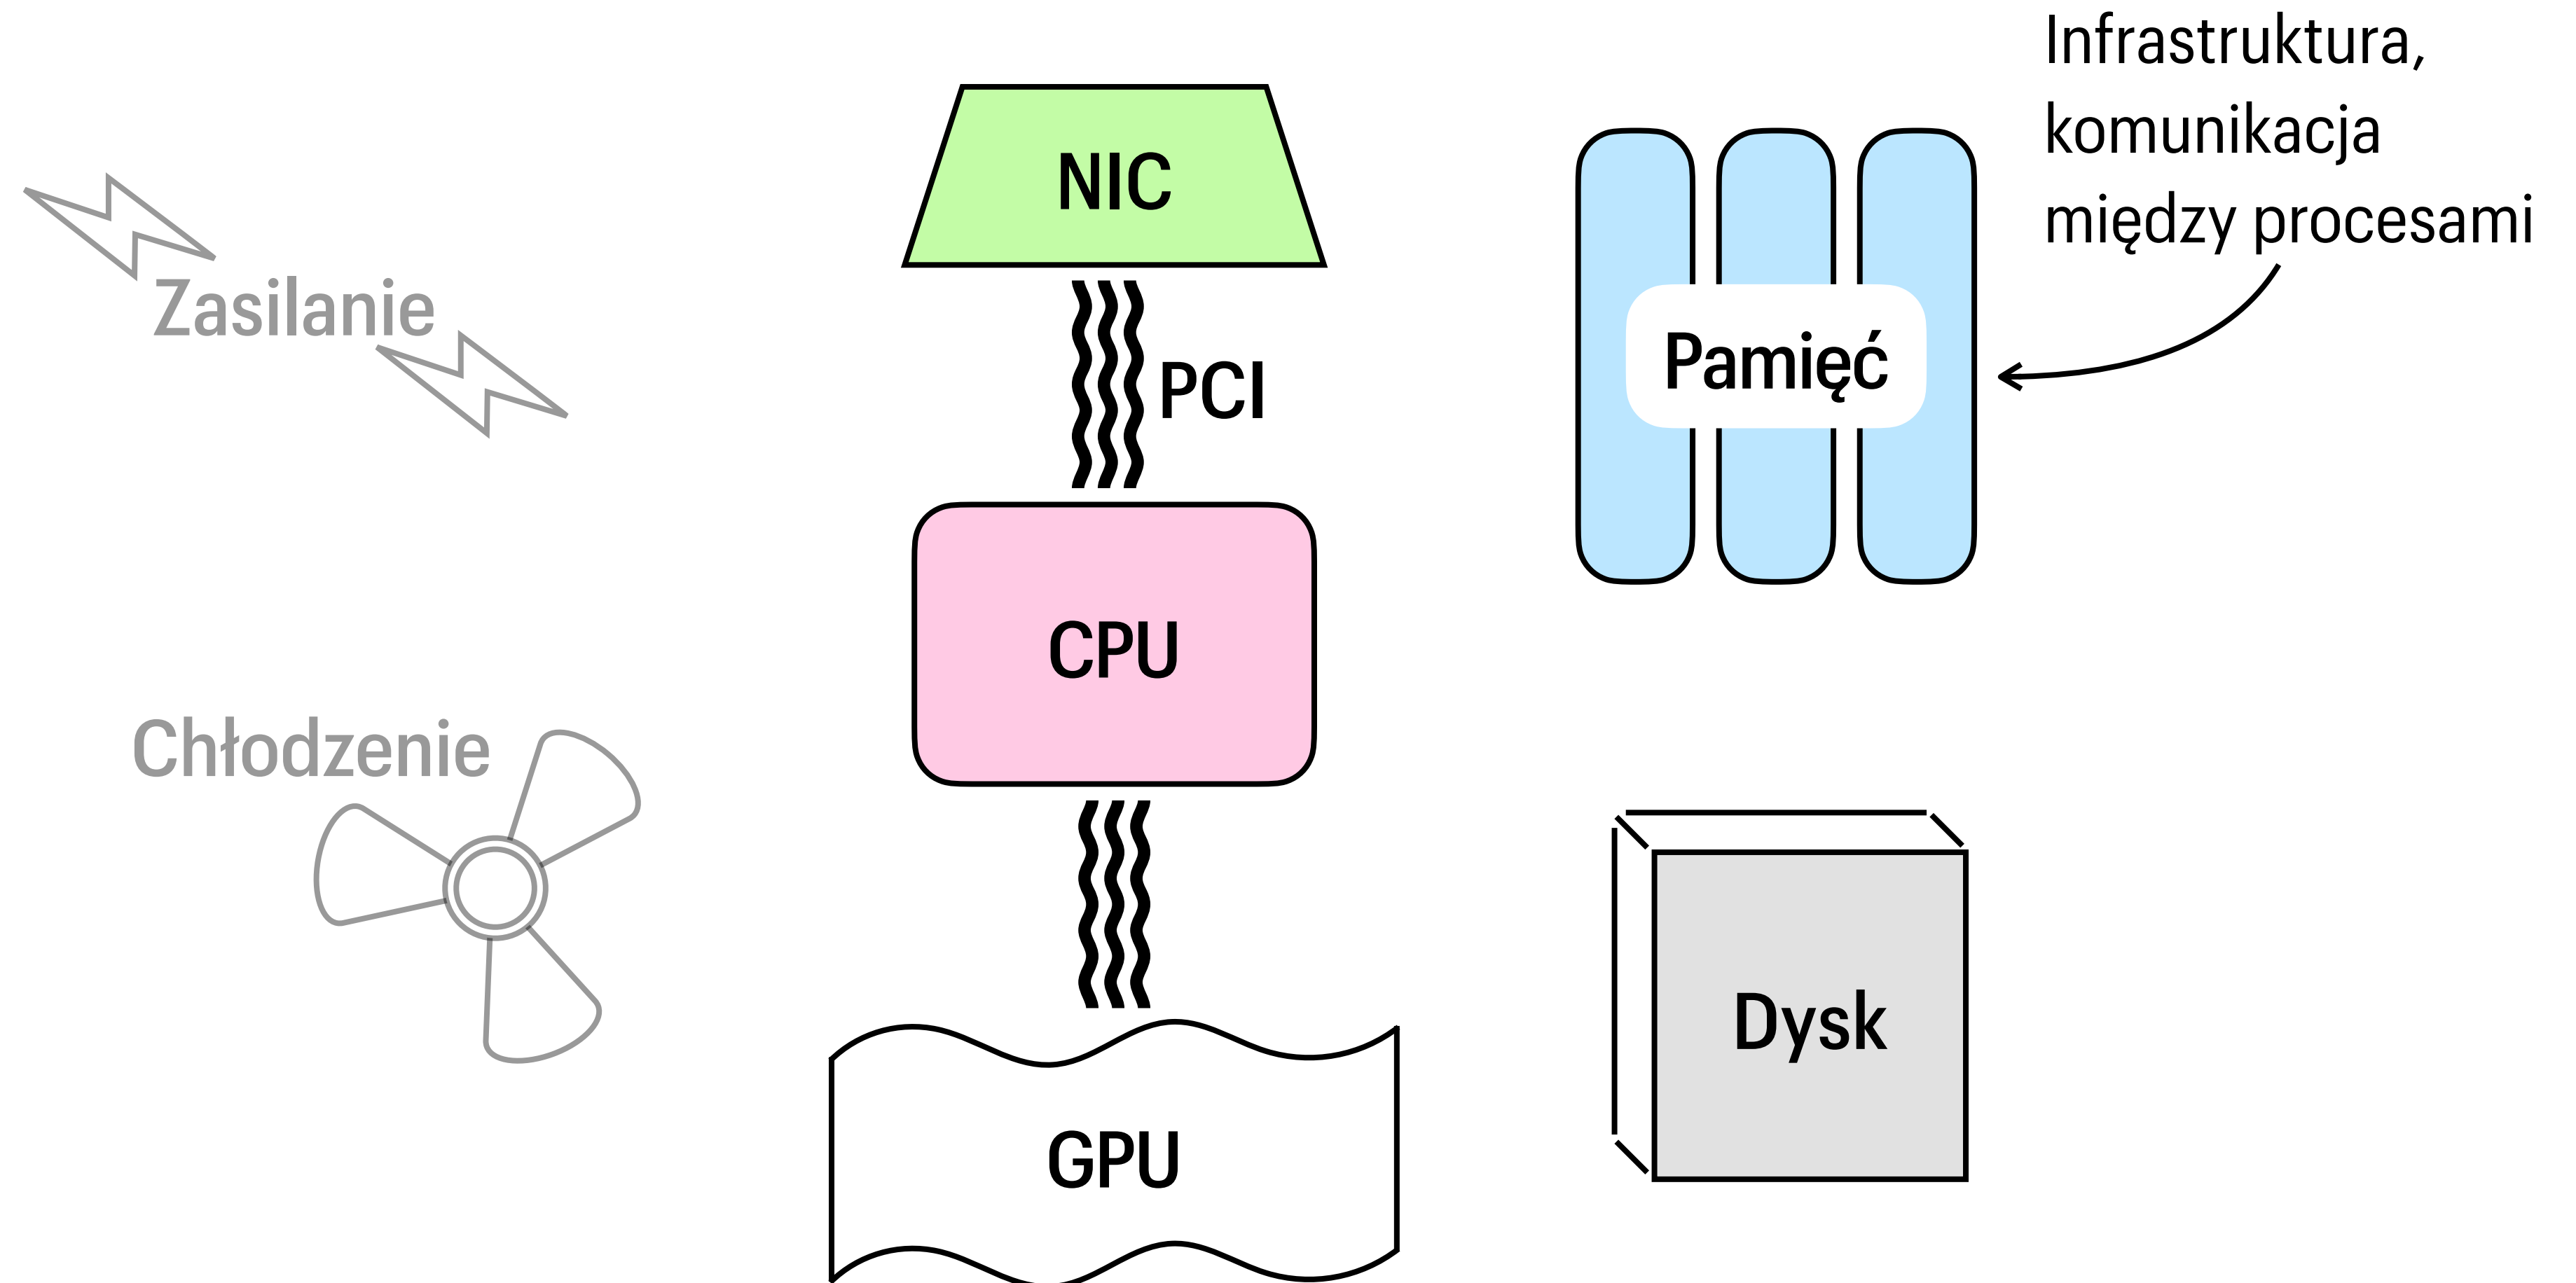 Infrastruktura,
komunikacja
między procesami
NIC
Zasilanie
PCI
Pamięć
CPU
Chłodzenie
Dysk
GPU